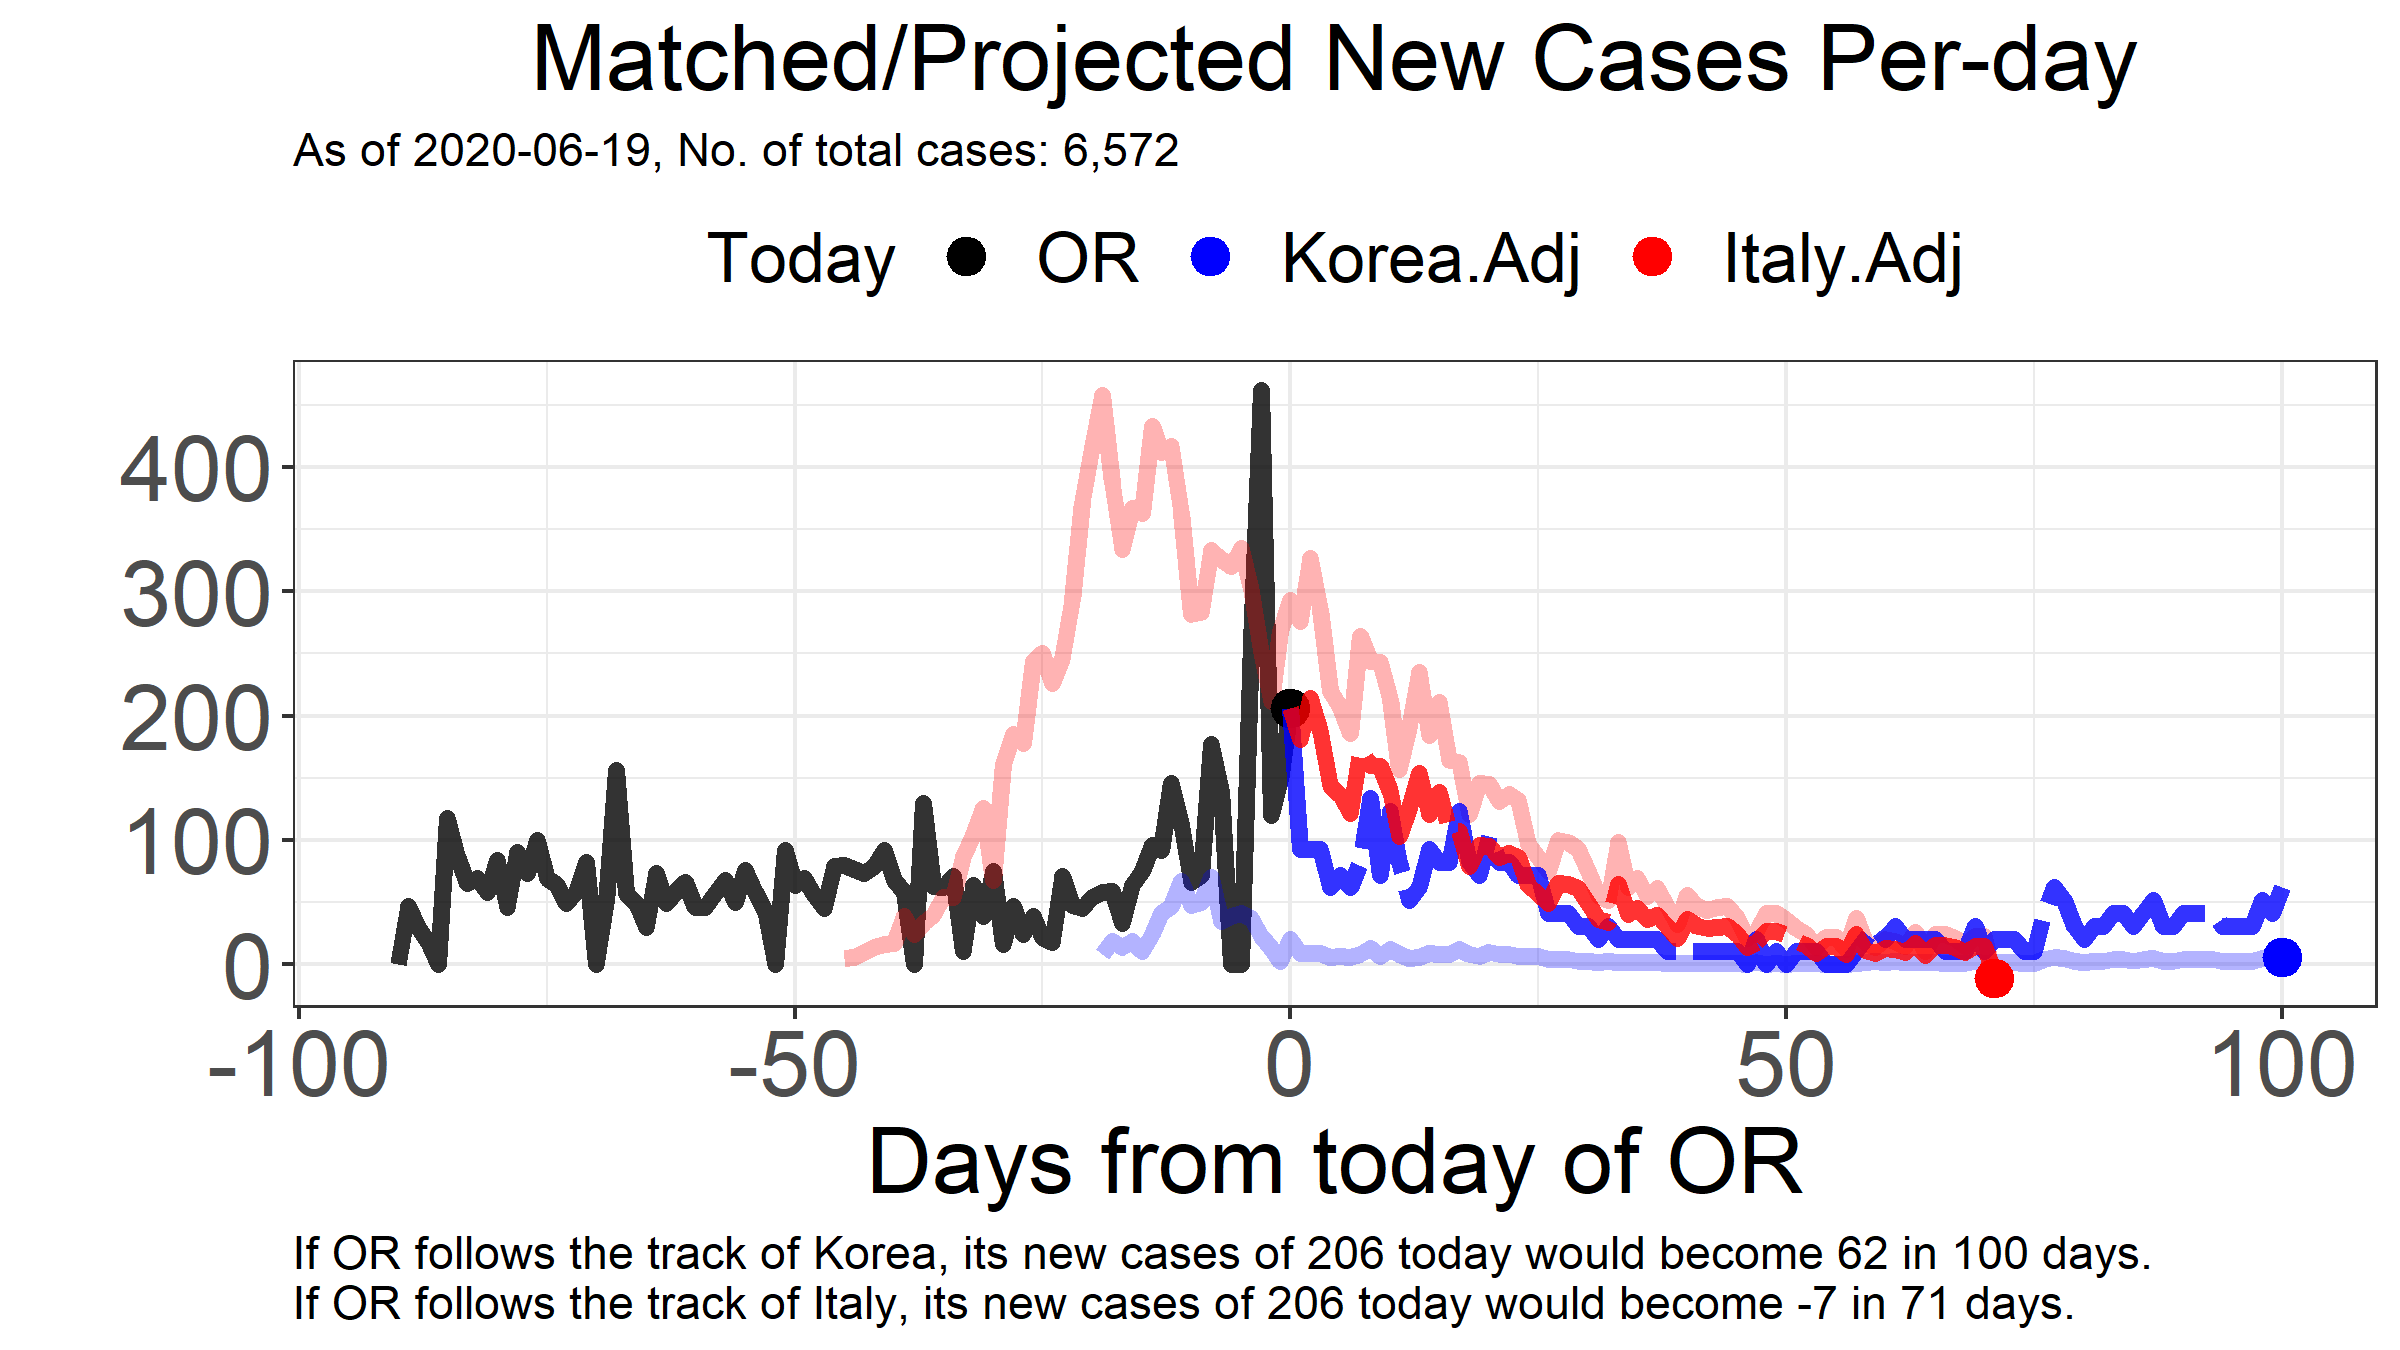 Matched/Projected New Cases Per-day
As of 2020-06-19, No. of total cases: 6,572
Today OR Korea.Adj Italy.Adj
400
300
200
100
0
-100 -50 0 50 100
Days from today of OR
If OR follows the track of Korea, its new cases of 206 today would become 62 in 100 days.
If OR follows the track of Italy, its new cases of 206 today would become -7 in 71 days.